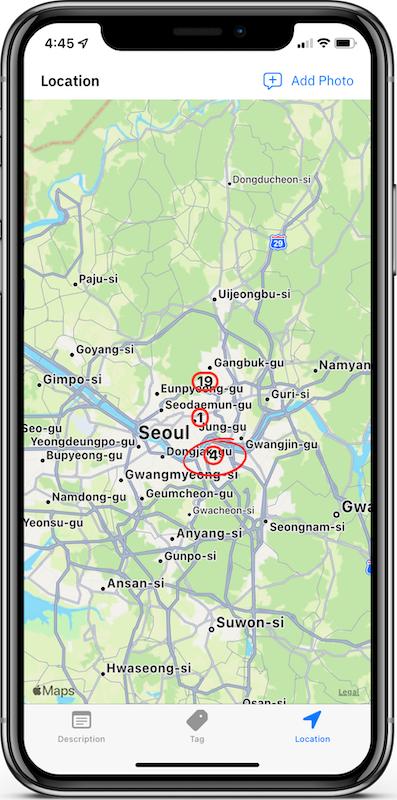 4:45
Location
Add Photo
Dongducheon-si
29
Paju-si
Uijeongbu-si
Goyang-si
Gangbuk-gu
Namyan
Gimpo-si
19
Eunpyeong-gu
Guri-si
Seodaemun-gu
1
Jung-gu
Seo-gu
Seoul
Yeongdeungpo-gu
Gwangjin-gu
Bupyeong-gu
Dongjak-gu
4
Gwangmyeong-si
Geumcheon-gu
Namdong-gu
Gwacheon-si
Gwa
Yeonsu-gu
Seongnam-si
Anyang-si
Gunpo-si
Ansan-si
Suwon-si
Hwaseong-si
Maps
Legal
Osan-si
Description
Tag
Location